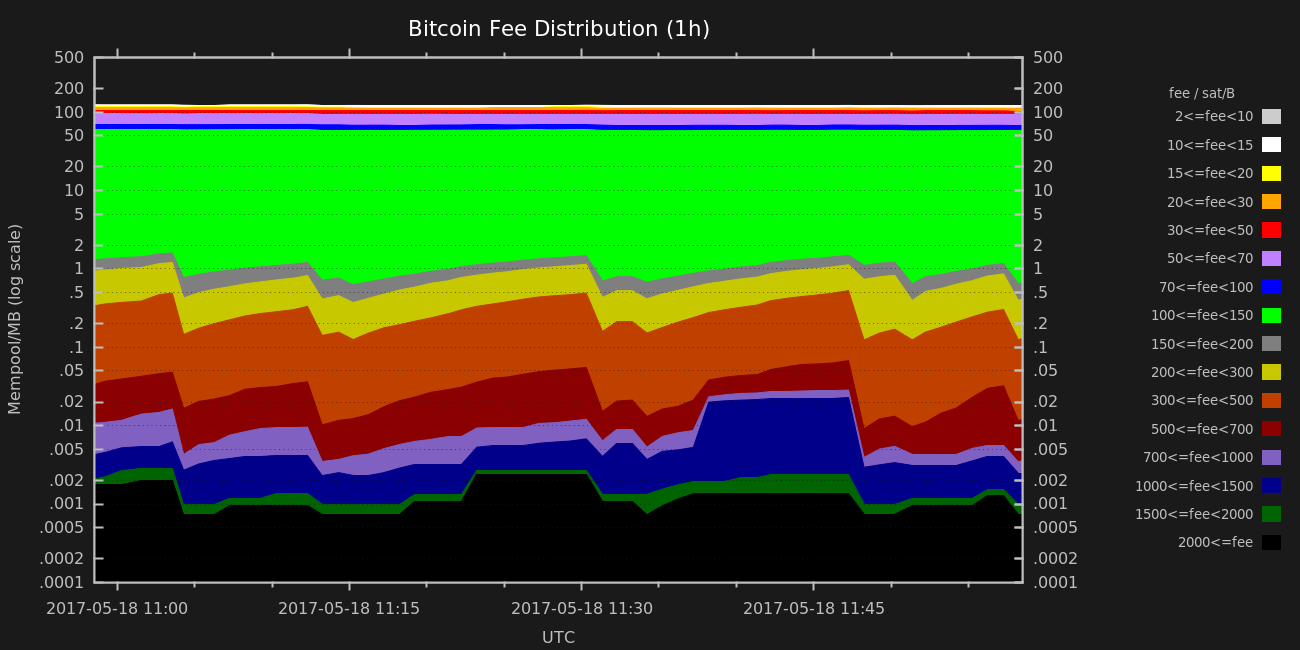 Bitcoin Fee Distribution (1h)
500 500
200 200
100 100
50 50
20 20
10 10
5 5
2 2
1 1
.5 .5
.2 .2
.1 .1
.05 .05
.02 .02
.01 .01
.005 .005
.002 .002
.001 .001
.0005 .0005
.0002 .0002
.0001 .0001
Mempool/MB (log scale)
2017-05-18 11:00 2017-05-18 11:15 2017-05-18 11:30 2017-05-18 11:45
UTC
fee / sat/B
2<=fee<10
10<=fee<15
15<=fee<20
20<=fee<30
30<=fee<50
50<=fee<70
70<=fee<100
100<=fee<150
150<=fee<200
200<=fee<300
300<=fee<500
500<=fee<700
700<=fee<1000
1000<=fee<1500
1500<=fee<2000
2000<=fee